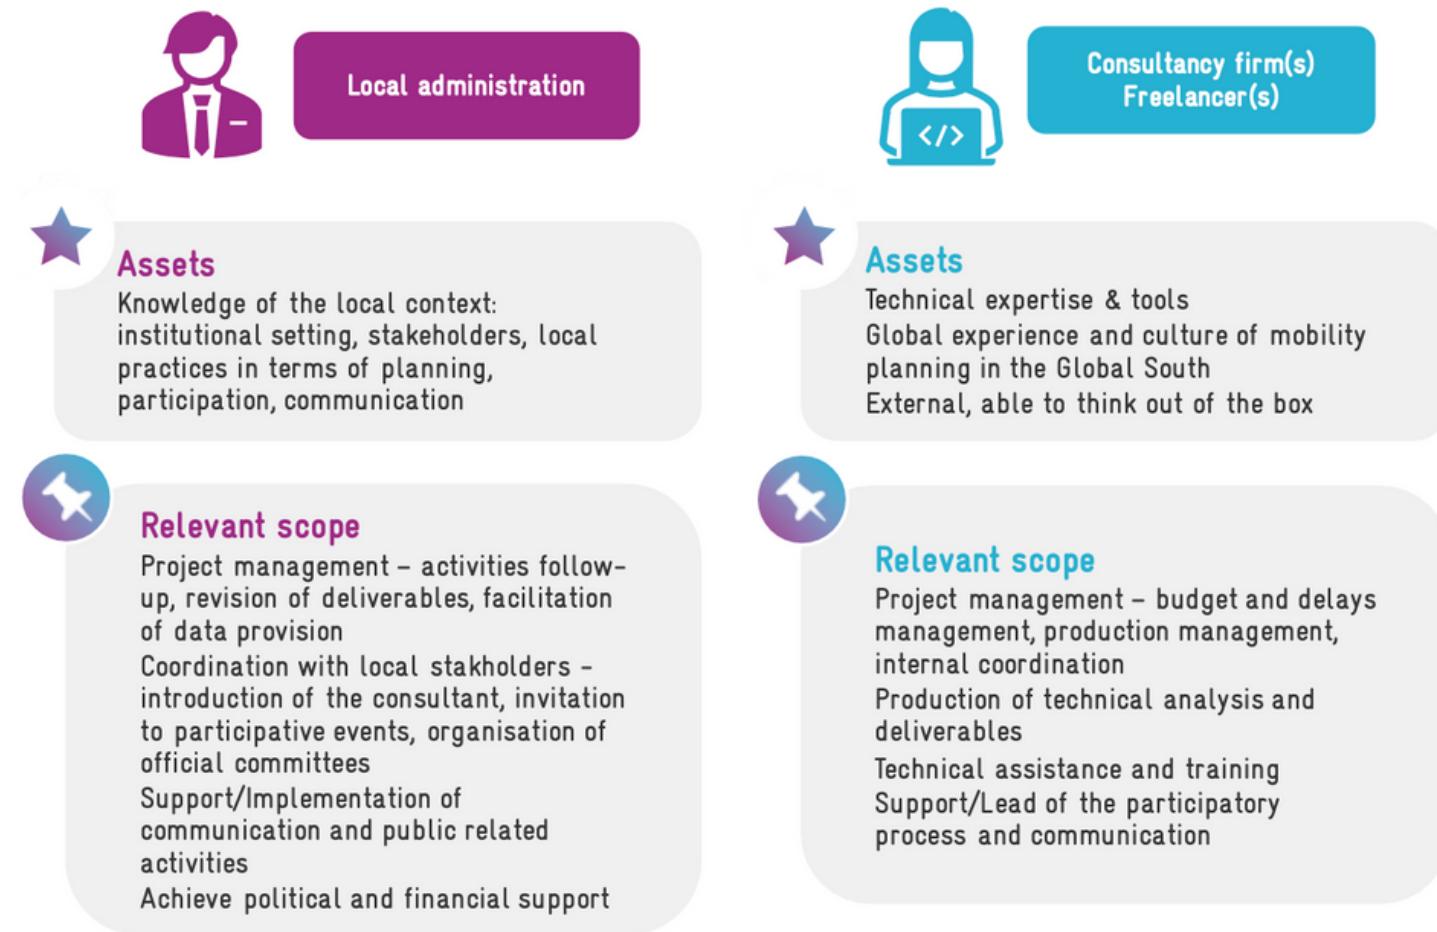 Local administration
Assets
Knowledge of the local context:
institutional setting, stakeholders, local
practices in terms of planning,
participation, communication
Relevant scope
Project management – activities follow-
up, revision of deliverables, facilitation
of data provision
Coordination with local stakholders –
introduction of the consultant, invitation
to participative events, organisation of
official committees
Support/Implementation of
communication and public related
activities
Achieve political and financial support
Consultancy firm(s)
Freelancer(s)
</>
Assets
Technical expertise & tools
Global experience and culture of mobility
planning in the Global South
External, able to think out of the box
Relevant scope
Project management – budget and delays
management, production management,
internal coordination
Production of technical analysis and
deliverables
Technical assistance and training
Support/Lead of the participatory
process and communication